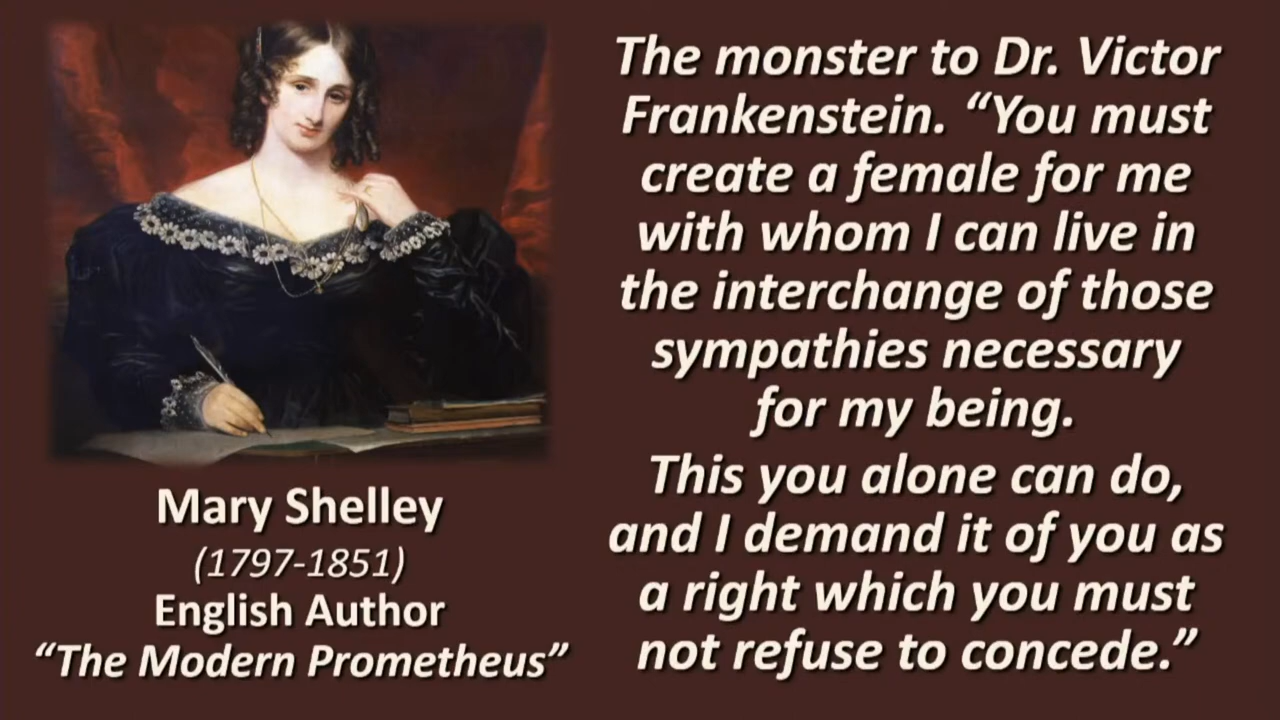 Mary Shelley
(1797-1851)
English Author
“The Modern Prometheus”
The monster to Dr. Victor
Frankenstein. “You must
create a female for me
with whom I can live in
the interchange of those
sympathies necessary
for my being.
This you alone can do,
and I demand it of you as
a right which you must
not refuse to concede.”